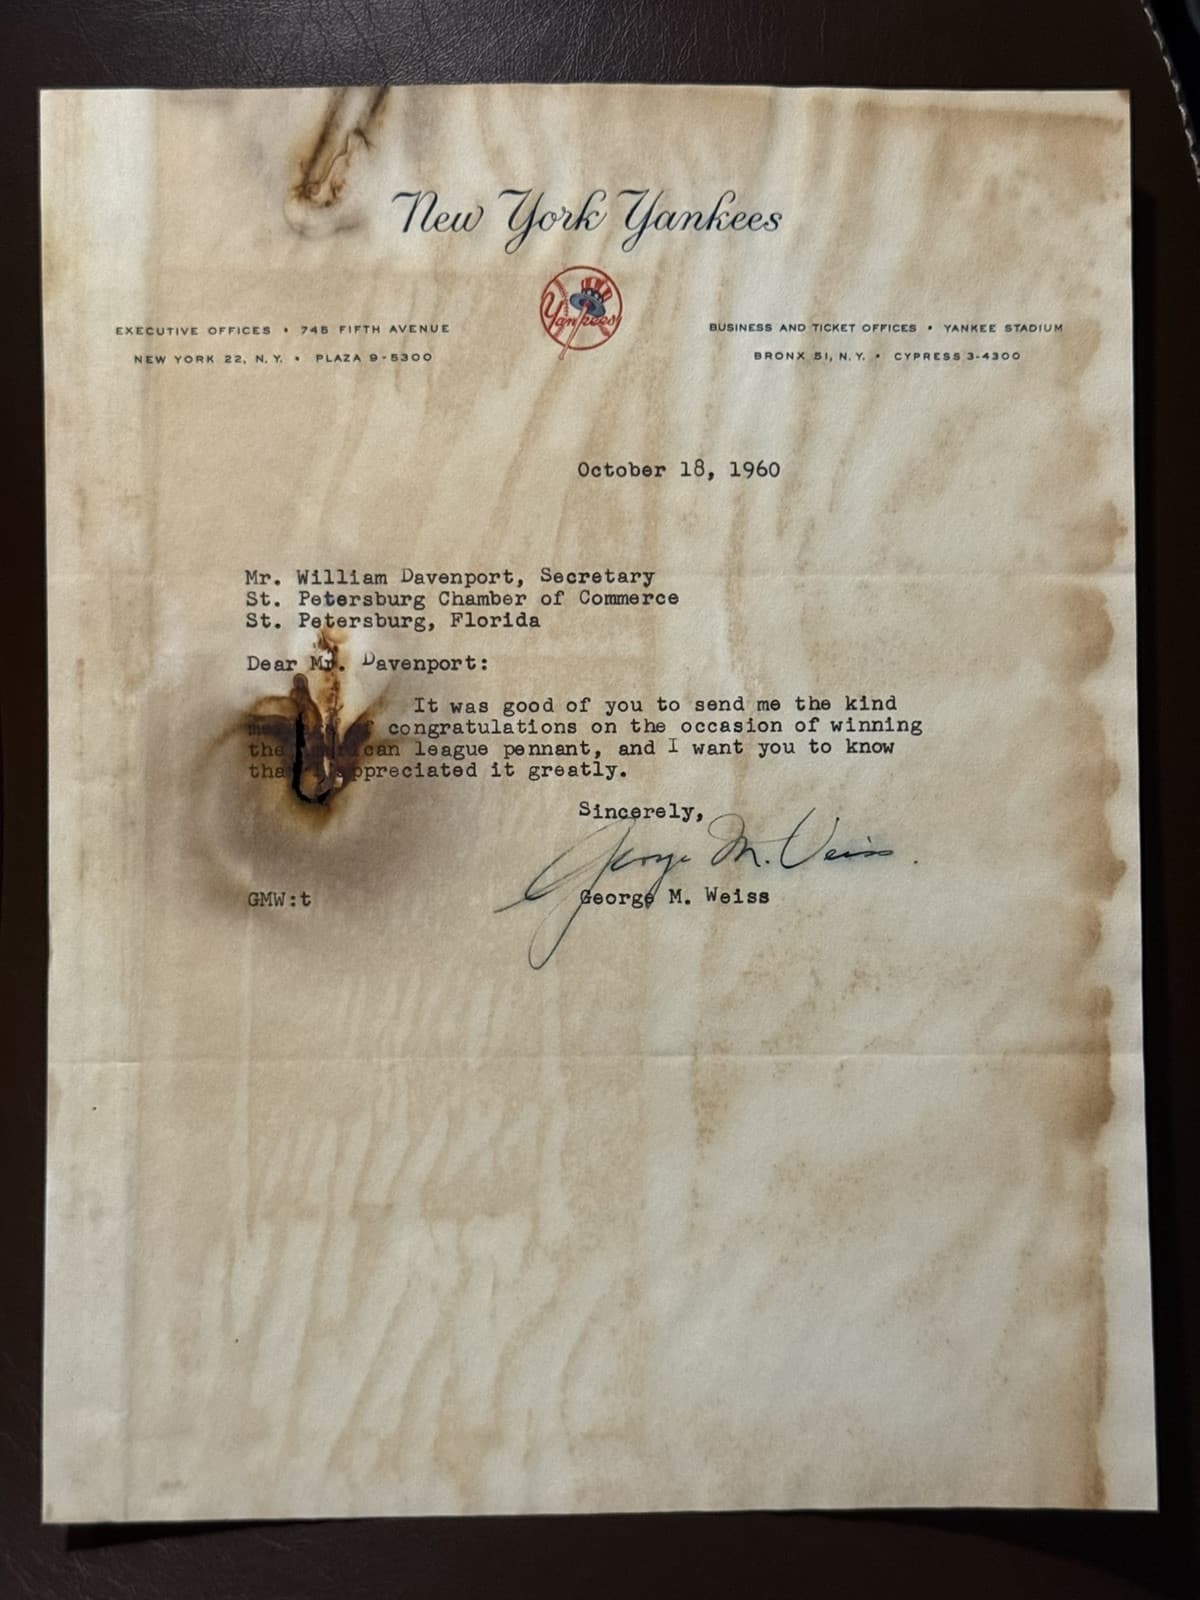 New York Yankees
Yankees
EXECUTIVE OFFICES • 745 FIFTH AVENUE
NEW YORK 22, N.Y. • PLAZA 9-5300
BUSINESS AND TICKET OFFICES • YANKEE STADIUM
BRONX 51, N.Y. • CYPRESS 3-4300
October 18, 1960
Mr. William Davenport, Secretary
St. Petersburg Chamber of Commerce
St. Petersburg, Florida
Dear Mr. Davenport:
It was good of you to send me the kind
congratulations on the occasion of winning
the league pennant, and I want you to know
appreciated it greatly.
Sincerely,
George M. Weiss
GMW:t
George M. Weiss